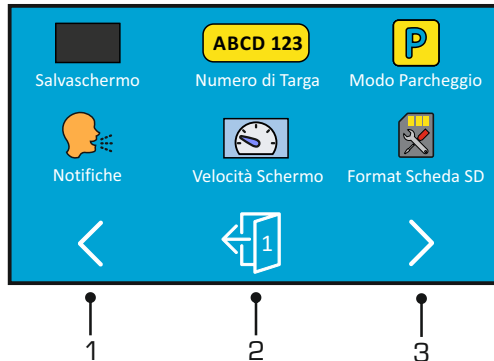 ABCD 123 P
Salvaschermo Numero di Targa Modo Parcheggio
Notifiche Velocità Schermo Format Scheda SD
1
1 2 3